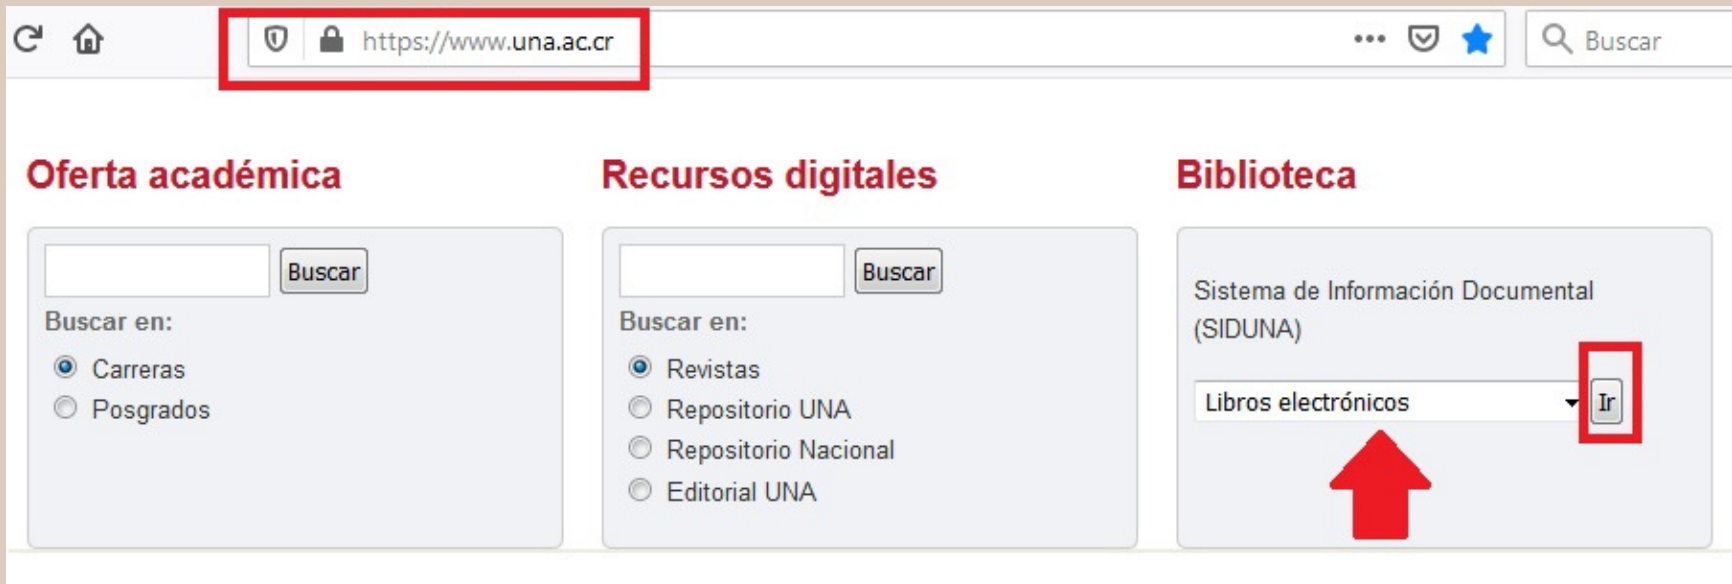 https://www.una.ac.cr
Buscar
Oferta académica
Buscar
Buscar en:
Carreras
Posgrados
Recursos digitales
Buscar
Buscar en:
Revistas
Repositorio UNA
Repositorio Nacional
Editorial UNA
Biblioteca
Sistema de Información Documental
(SIDUNA)
Libros electrónicos Ir